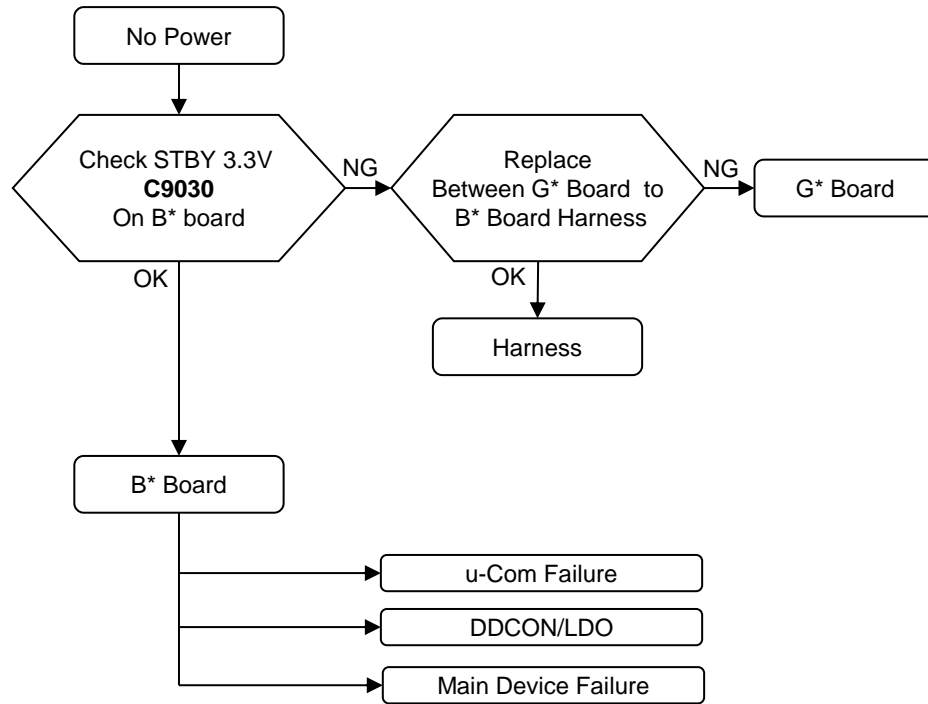 No Power
Check STBY 3.3V
C9030
On B* board
NG
Replace
Between G* Board to
B* Board Harness
NG
G* Board
OK
OK
Harness
B* Board
u-Com Failure
DDCON/LDO
Main Device Failure